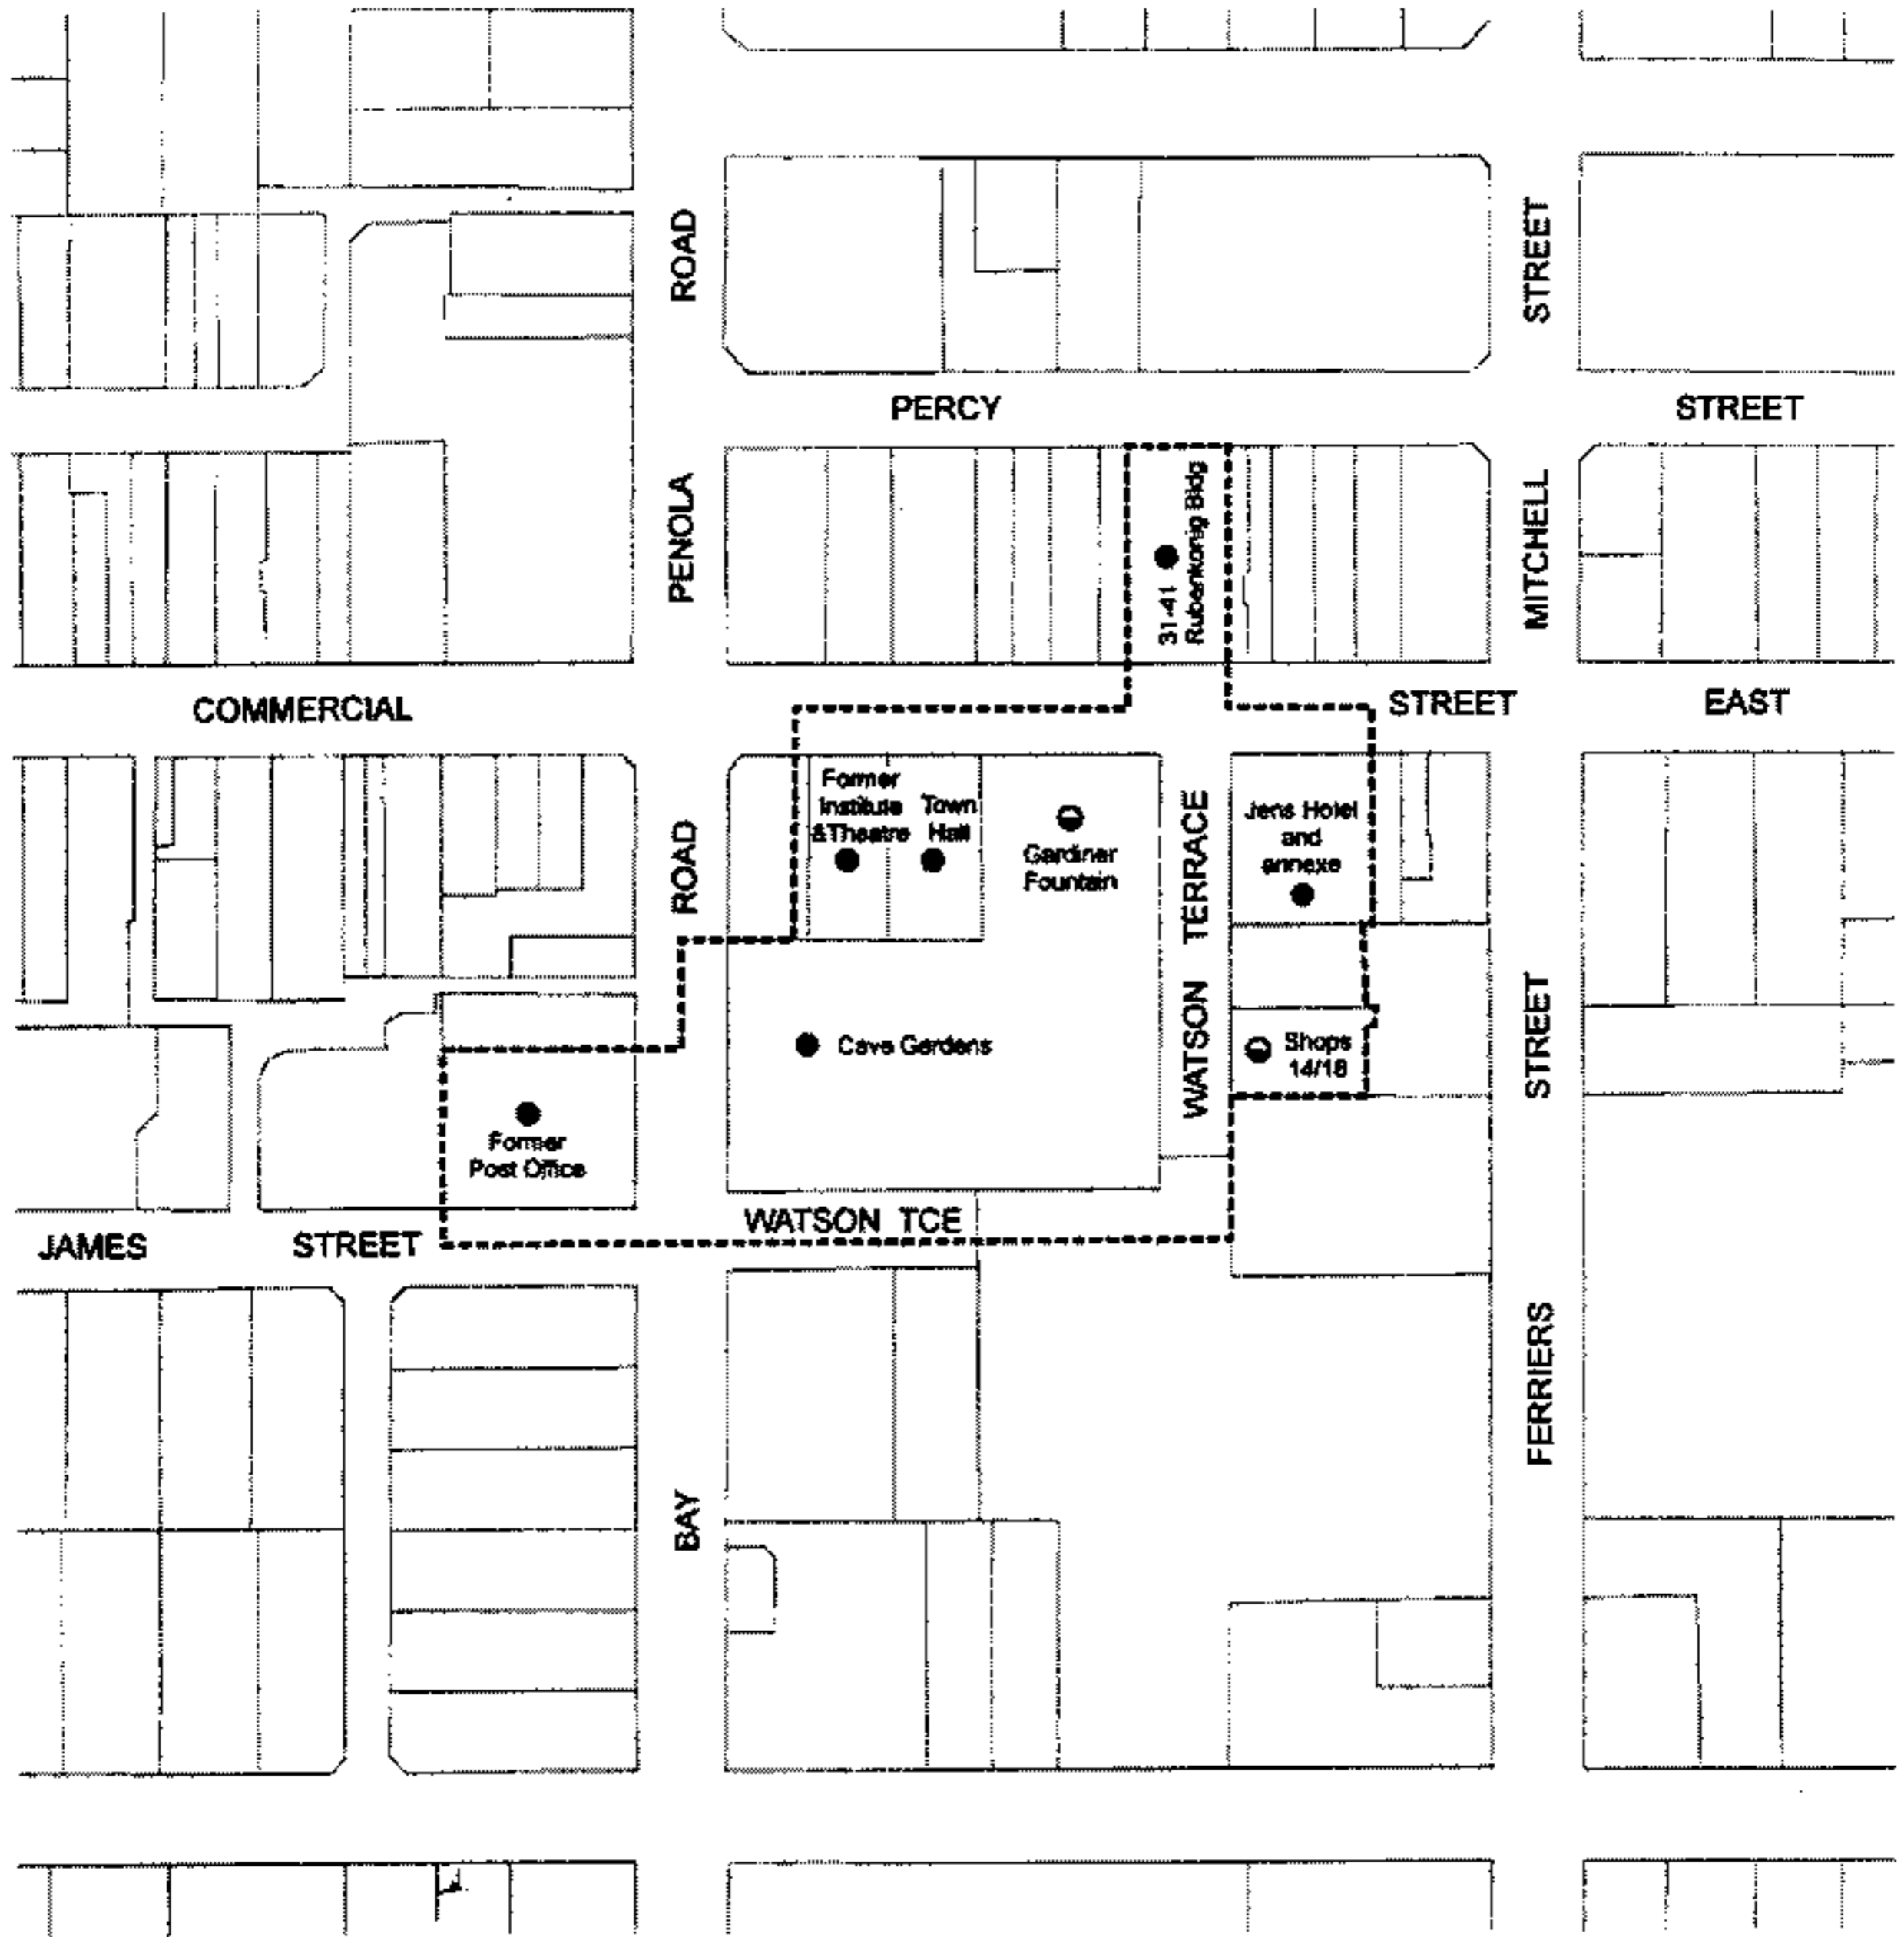 ROAD
STREET
PERCY
STREET
PENOLA
31-41
Rubenkonig Bldg
MITCHELL
COMMERCIAL
STREET
EAST
Former
Institute
&Theatre
Town
Hall
Gardiner
Fountain
WATSON TERRACE
Jens Hotel
and
annexe
ROAD
Cave Gardens
Shops
14/18
STREET
Former
Post Office
WATSON TCE
JAMES
STREET
FERRIERS
BAY